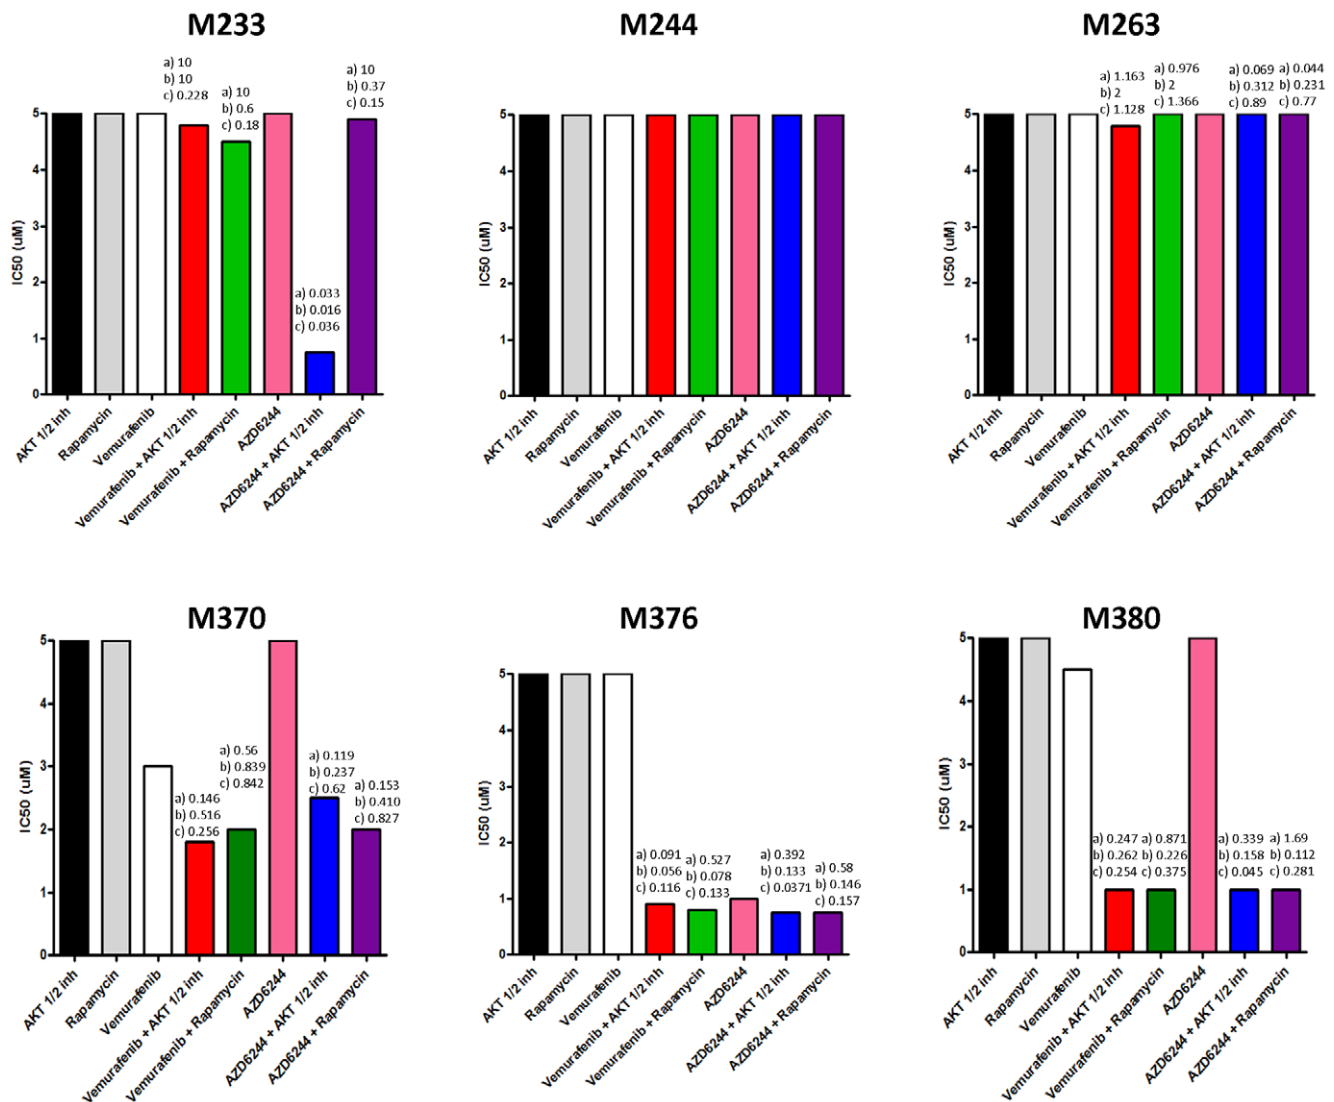 M233
a) 10
b) 10
c) 0.228
a) 10
b) 0.6
c) 0.18
a) 0.033
b) 0.016
c) 0.036
a) 10
b) 0.37
c) 0.15
IC50 (uM)
5
4
3
2
1
0
AKT 1/2 inh
Rapamycin
Vemurafenib
Vemurafenib + AKT 1/2 inh
Vemurafenib + Rapamycin
AZD6244
AZD6244 + AKT 1/2 inh
AZD6244 + Rapamycin
M244
IC50 (uM)
5
4
3
2
1
0
AKT 1/2 inh
Rapamycin
Vemurafenib
Vemurafenib + AKT 1/2 inh
Vemurafenib + Rapamycin
AZD6244
AZD6244 + AKT 1/2 inh
AZD6244 + Rapamycin
M263
a) 1.163
b) 2
c) 1.128
a) 0.976
b) 2
c) 1.366
a) 0.069
b) 0.312
c) 0.89
a) 0.044
b) 0.231
c) 0.77
IC50 (uM)
5
4
3
2
1
0
AKT 1/2 inh
Rapamycin
Vemurafenib
Vemurafenib + AKT 1/2 inh
Vemurafenib + Rapamycin
AZD6244
AZD6244 + AKT 1/2 inh
AZD6244 + Rapamycin
M370
a) 0.146
b) 0.516
c) 0.256
a) 0.56
b) 0.839
c) 0.842
a) 0.119
b) 0.237
c) 0.62
a) 0.153
b) 0.410
c) 0.827
IC50 (uM)
5
4
3
2
1
0
AKT 1/2 inh
Rapamycin
Vemurafenib
Vemurafenib + AKT 1/2 inh
Vemurafenib + Rapamycin
AZD6244
AZD6244 + AKT 1/2 inh
AZD6244 + Rapamycin
M376
a) 0.091
b) 0.056
c) 0.116
a) 0.527
b) 0.078
c) 0.133
a) 0.392
b) 0.133
c) 0.0371
a) 0.58
b) 0.146
c) 0.157
IC50 (uM)
5
4
3
2
1
0
AKT 1/2 inh
Rapamycin
Vemurafenib
Vemurafenib + AKT 1/2 inh
Vemurafenib + Rapamycin
AZD6244
AZD6244 + AKT 1/2 inh
AZD6244 + Rapamycin
M380
a) 0.247
b) 0.262
c) 0.254
a) 0.871
b) 0.226
c) 0.375
a) 0.339
b) 0.158
c) 0.045
a) 1.69
b) 0.112
c) 0.281
IC50 (uM)
5
4
3
2
1
0
AKT 1/2 inh
Rapamycin
Vemurafenib
Vemurafenib + AKT 1/2 inh
Vemurafenib + Rapamycin
AZD6244
AZD6244 + AKT 1/2 inh
AZD6244 + Rapamycin